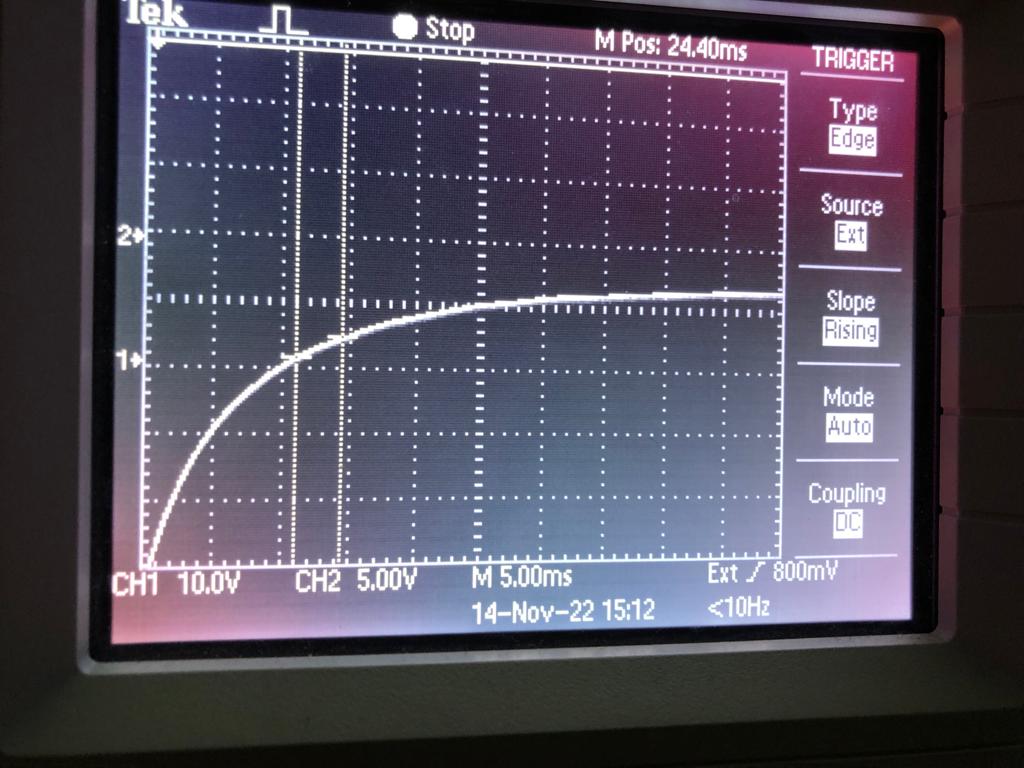 Tek Stop M Pos: 24.40ms TRIGGER
Type
Edge
Source
Ext
Slope
Rising
Mode
Auto
Coupling
DC
2
1
CH1 10.0V CH2 5.00V M 5.00ms Ext 800mV
14-Nov-22 15:12 <10Hz